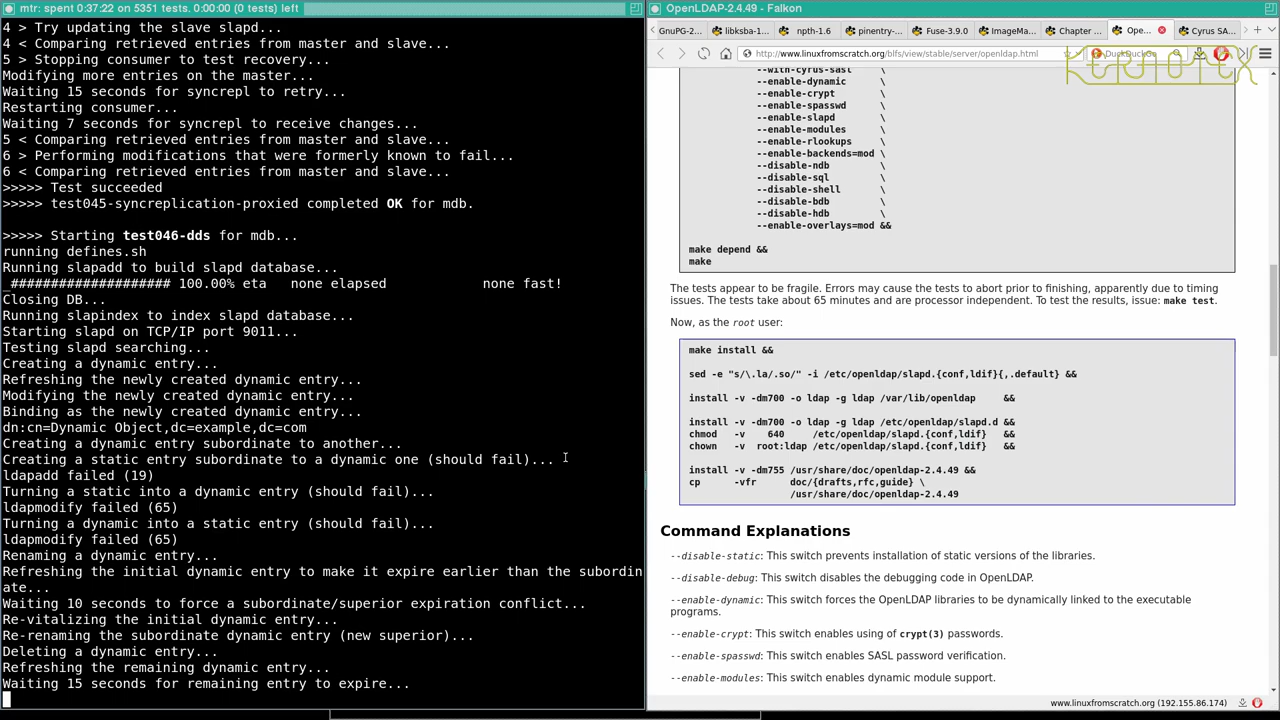 mtr: spent 0:37:22 on 5351 tests. 0:00:00 (0 tests) left
4 > Try updating the slave slapd...
4 < Comparing retrieved entries from master and slave...
5 > Stopping consumer to test recovery...
Modifying more entries on the master...
Waiting 15 seconds for syncrepl to retry...
Restarting consumer...
Waiting 7 seconds for syncrepl to receive changes...
5 < Comparing retrieved entries from master and slave...
6 > Performing modifications that were formerly known to fail...
6 < Comparing retrieved entries from master and slave...
>>>>> Test succeeded
>>>>> test045-syncreplication-proxied completed OK for mdb.
>>>>> Starting test046-dds for mdb...
running defines.sh
Running slapadd to build slapd database...
_#################### 100.00% eta   none elapsed            none fast!
Closing DB...
Running slapindex to index slapd database...
Starting slapd on TCP/IP port 9011...
Testing slapd searching...
Creating a dynamic entry...
Refreshing the newly created dynamic entry...
Modifying the newly created dynamic entry...
Binding as the newly created dynamic entry...
dn:cn=Dynamic Object,dc=example,dc=com
Creating a dynamic entry subordinate to another...
Creating a static entry subordinate to a dynamic one (should fail)...
ldapadd failed (19)
Turning a static into a dynamic entry (should fail)...
ldapmodify failed (65)
Turning a dynamic into a static entry (should fail)...
ldapmodify failed (65)
Renaming a dynamic entry...
Refreshing the initial dynamic entry to make it expire earlier than the subordin
ate...
Waiting 10 seconds to force a subordinate/superior expiration conflict...
Re-vitalizing the initial dynamic entry...
Re-renaming the subordinate dynamic entry (new superior)...
Deleting a dynamic entry...
Refreshing the remaining dynamic entry...
Waiting 15 seconds for remaining entry to expire...
OpenLDAP-2.4.49 - Falkon
GnuPG-2... libksba-1... npth-1.6 pinentry-... Fuse-3.9.0 ImageMa... Chapter ... Ope... Cyrus SA...
http://www.linuxfromscratch.org/blfs/view/stable/server/openldap.html DuckDuckGo
KERNOTEX
--with-cyrus-sasl \
--enable-dynamic \
--enable-crypt \
--enable-spasswd \
--enable-slapd \
--enable-modules \
--enable-rlookups \
--enable-backends=mod \
--disable-ndb \
--disable-sql \
--disable-shell \
--disable-bdb \
--disable-hdb \
--enable-overlays=mod &&
make depend &&
make
The tests appear to be fragile. Errors may cause the tests to abort prior to finishing, apparently due to timing
issues. The tests take about 65 minutes and are processor independent. To test the results, issue: make test.
Now, as the root user:
make install &&
sed -e "s/\.la/.so/" -i /etc/openldap/slapd.{conf,ldif}{,.default} &&
install -v -dm700 -o ldap -g ldap /var/lib/openldap &&
install -v -dm700 -o ldap -g ldap /etc/openldap/slapd.d &&
chmod -v 640 /etc/openldap/slapd.{conf,ldif} &&
chown -v root:ldap /etc/openldap/slapd.{conf,ldif} &&
install -v -dm755 /usr/share/doc/openldap-2.4.49 &&
cp -vfr doc/{drafts,rfc,guide} \
/usr/share/doc/openldap-2.4.49
Command Explanations
--disable-static: This switch prevents installation of static versions of the libraries.
--disable-debug: This switch disables the debugging code in OpenLDAP.
--enable-dynamic: This switch forces the OpenLDAP libraries to be dynamically linked to the executable
programs.
--enable-crypt: This switch enables using of crypt(3) passwords.
--enable-spasswd: This switch enables SASL password verification.
--enable-modules: This switch enables dynamic module support.
www.linuxfromscratch.org (192.155.86.174)